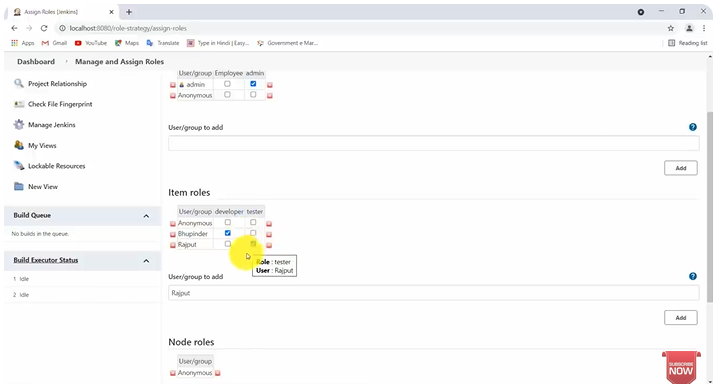 Assign Roles [Jenkins]
localhost:8080/role-strategy/assign-roles
Apps Gmail YouTube Maps Translate Type in Hindi | Easy... Government e Mar... Reading list
Dashboard Manage and Assign Roles
Project Relationship
Check File Fingerprint
Manage Jenkins
My Views
Lockable Resources
New View
Build Queue
No builds in the queue.
Build Executor Status
1 Idle
2 Idle
User/group Employee admin
admin
Anonymous
User/group to add
Add
Item roles
User/group developer tester
Anonymous
Bhupinder
Rajput
Role : tester
User : Rajput
User/group to add
Rajput
Add
Node roles
User/group
Anonymous
SUBSCRIBE
NOW